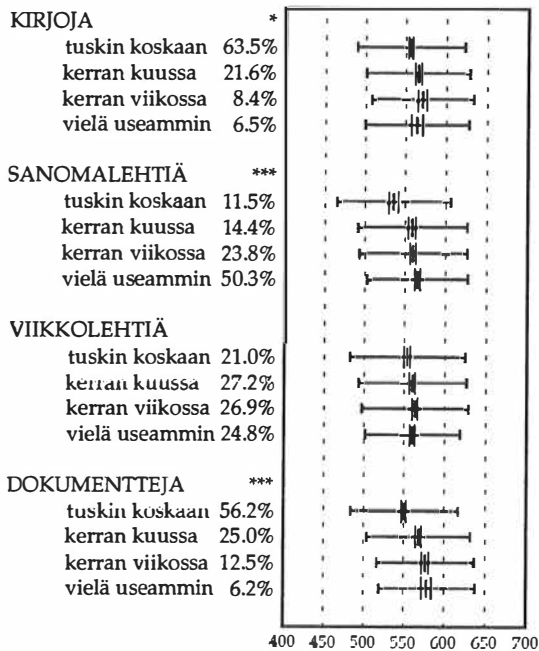 KIRJOJA *
tuskin koskaan 63.5%
kerran kuussa 21.6%
kerran viikossa 8.4%
vielä useammin 6.5%
SANOMALEHTIÄ ***
tuskin koskaan 11.5%
kerran kuussa 14.4%
kerran viikossa 23.8%
vielä useammin 50.3%
VIIKKOLEHTIÄ
tuskin koskaan 21.0%
kerran kuussa 27.2%
kerran viikossa 26.9%
vielä useammin 24.8%
DOKUMENTTEJA ***
tuskin koskaan 56.2%
kerran kuussa 25.0%
kerran viikossa 12.5%
vielä useammin 6.2%
400 450 500 550 600 650 700